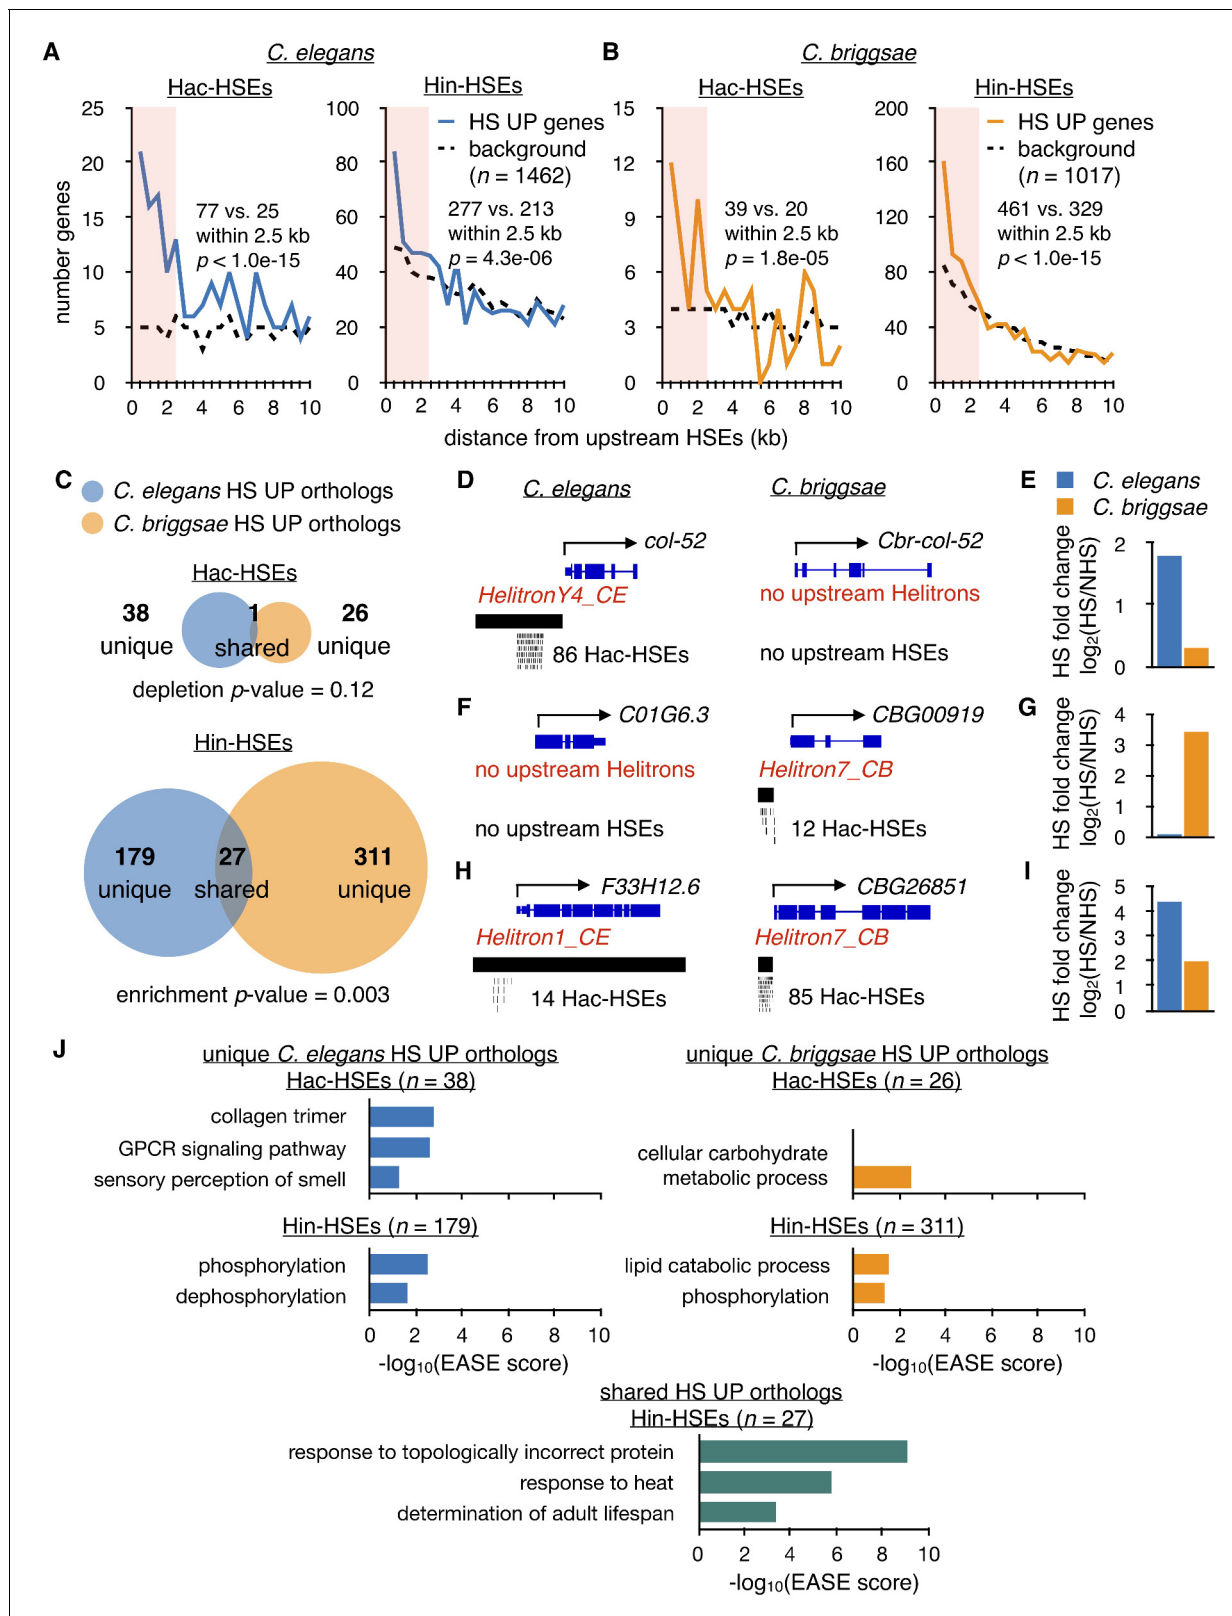 A
C. elegans
Hac-HSEs
Hin-HSEs
number genes
25
20
15
10
5
0
77 vs. 25
within 2.5 kb
p < 1.0e-15
0 2 4 6 8 10
100
80
60
40
20
0
HS UP genes
background
(n = 1462)
277 vs. 213
within 2.5 kb
p = 4.3e-06
0 2 4 6 8 10
B
C. briggsae
Hac-HSEs
Hin-HSEs
15
12
9
6
3
0
39 vs. 20
within 2.5 kb
p = 1.8e-05
0 2 4 6 8 10
200
160
120
80
40
0
HS UP genes
background
(n = 1017)
461 vs. 329
within 2.5 kb
p < 1.0e-15
0 2 4 6 8 10
distance from upstream HSEs (kb)
C
C. elegans HS UP orthologs
C. briggsae HS UP orthologs
Hac-HSEs
38
unique
1
shared
26
unique
depletion p-value = 0.12
Hin-HSEs
179
unique
27
shared
311
unique
enrichment p-value = 0.003
D
C. elegans
C. briggsae
col-52
HelitronY4_CE
86 Hac-HSEs
Cbr-col-52
no upstream Helitrons
no upstream HSEs
E
C. elegans
C. briggsae
HS fold change
log2(HS/NHS)
2
1
0
F
C01G6.3
no upstream Helitrons
no upstream HSEs
CBG00919
Helitron7_CB
12 Hac-HSEs
G
HS fold change
log2(HS/NHS)
4
3
2
1
0
H
F33H12.6
Helitron1_CE
14 Hac-HSEs
CBG26851
Helitron7_CB
85 Hac-HSEs
I
HS fold change
log2(HS/NHS)
5
4
3
2
1
0
J
unique C. elegans HS UP orthologs
Hac-HSEs (n = 38)
collagen trimer
GPCR signaling pathway
sensory perception of smell
Hin-HSEs (n = 179)
phosphorylation
dephosphorylation
0 2 4 6 8 10
-log10(EASE score)
unique C. briggsae HS UP orthologs
Hac-HSEs (n = 26)
cellular carbohydrate
metabolic process
Hin-HSEs (n = 311)
lipid catabolic process
phosphorylation
0 2 4 6 8 10
-log10(EASE score)
shared HS UP orthologs
Hin-HSEs (n = 27)
response to topologically incorrect protein
response to heat
determination of adult lifespan
0 2 4 6 8 10
-log10(EASE score)